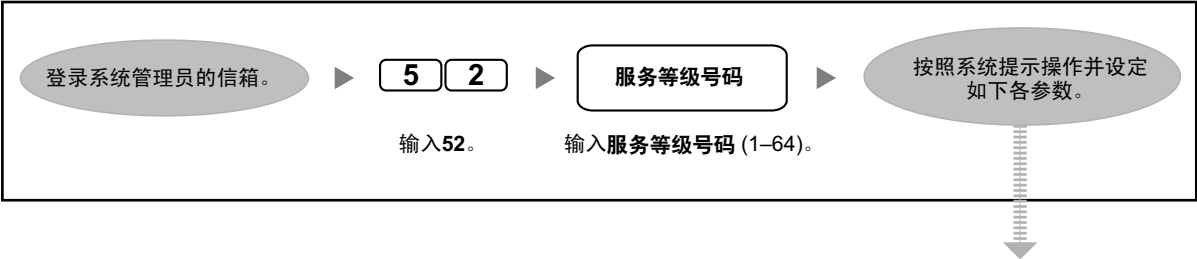 登录系统管理员的信箱。
5 2
服务等级号码
按照系统提示操作并设定
如下各参数。
输入52。
输入服务等级号码 (1–64)。